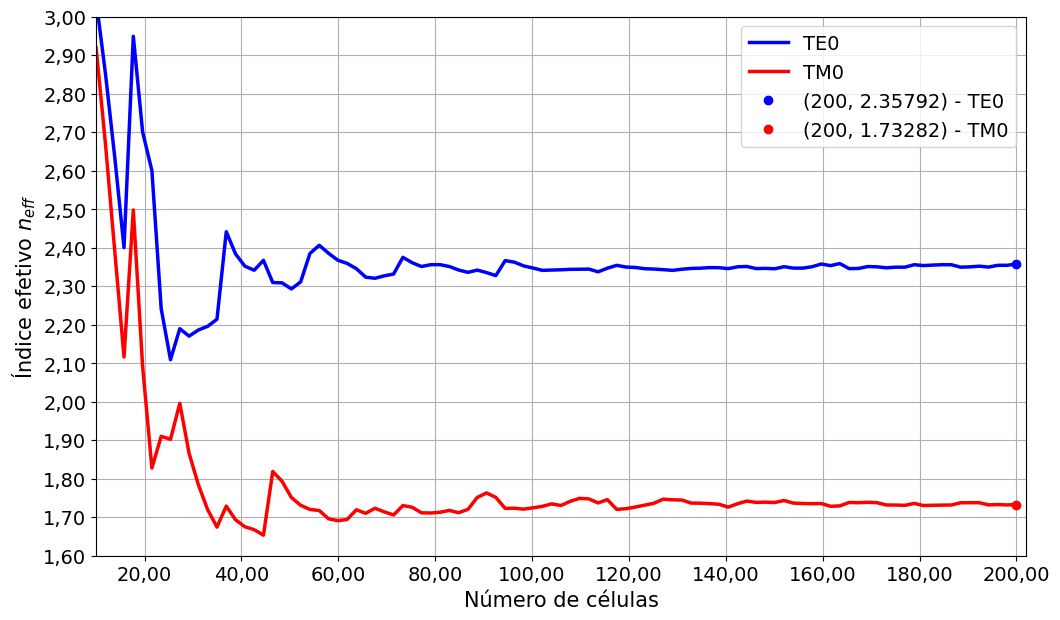 3,00
2,90
2,80
2,70
2,60
2,50
2,40
2,30
2,20
2,10
2,00
1,90
1,80
1,70
1,60
Índice efetivo n_eff
TE0
TM0
(200, 2.35792) - TE0
(200, 1.73282) - TM0
20,00 40,00 60,00 80,00 100,00 120,00 140,00 160,00 180,00 200,00
Número de células